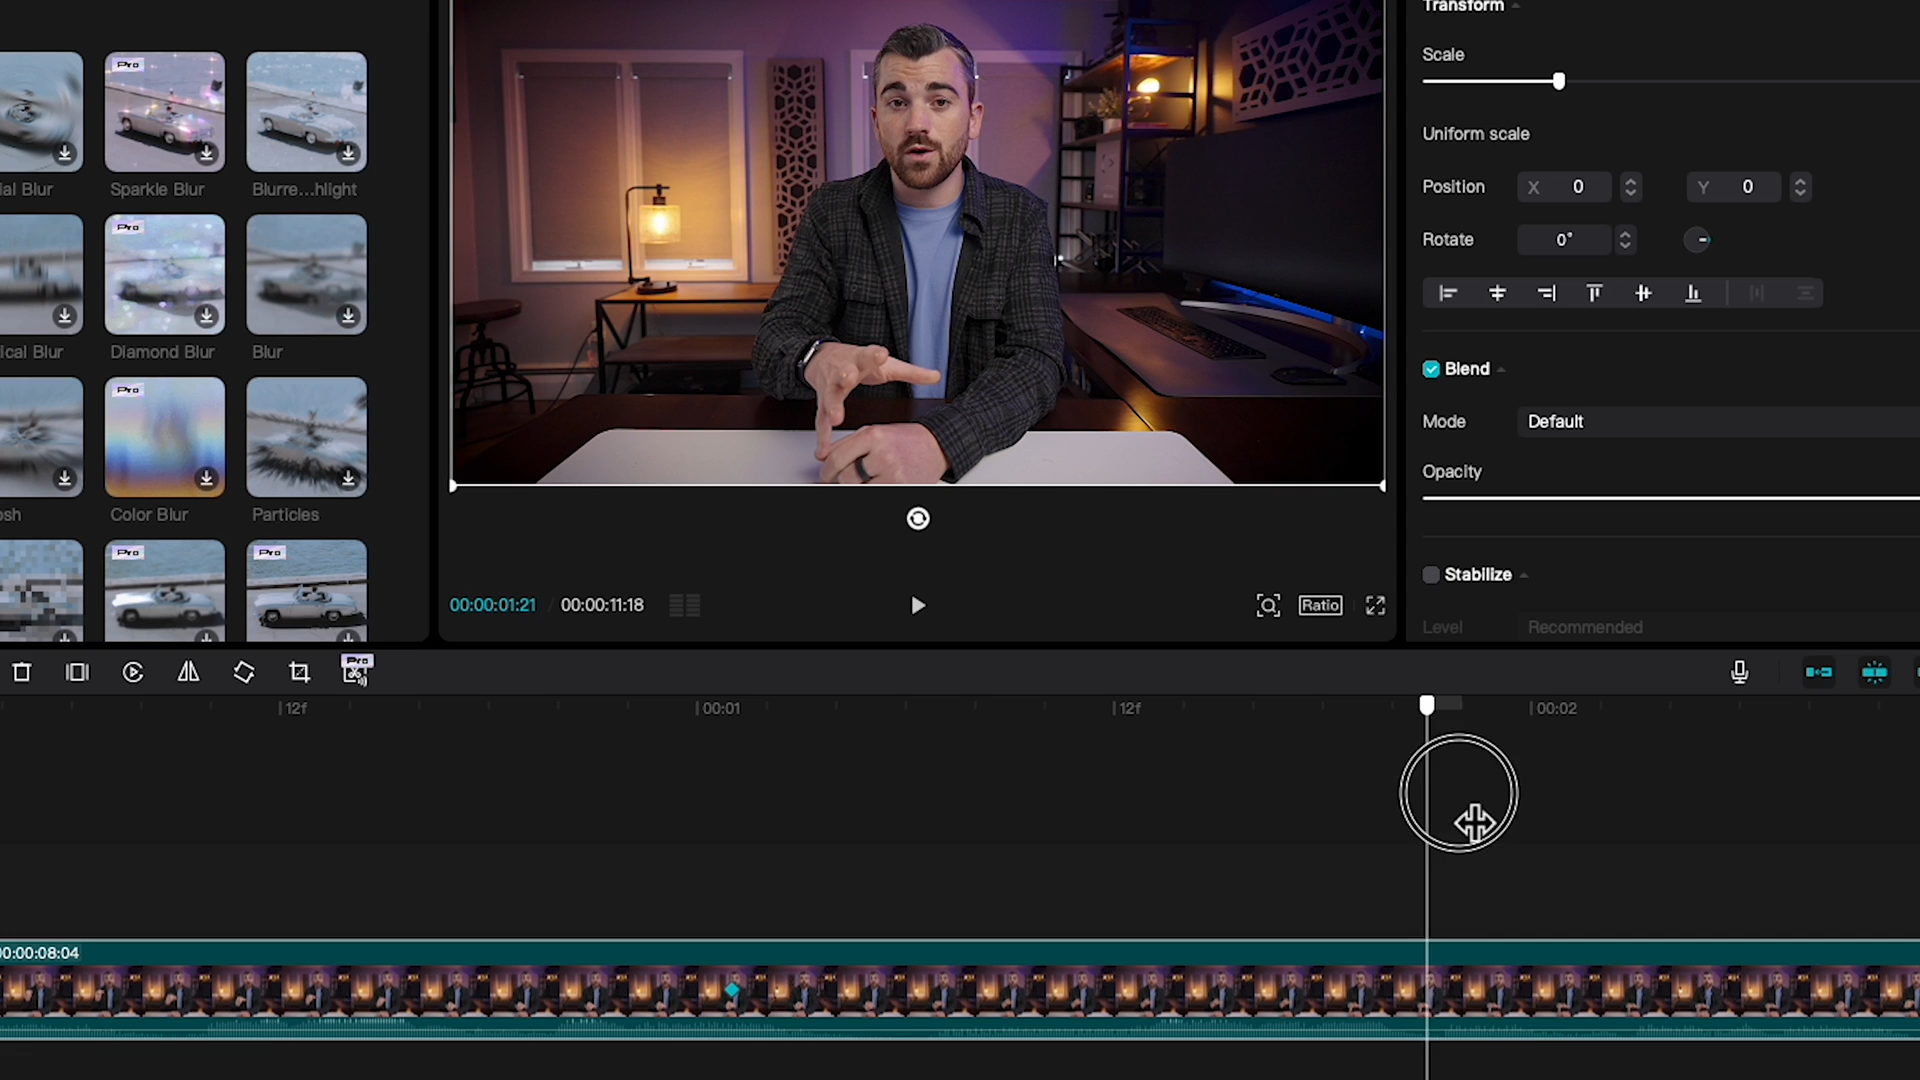 Transform
Scale
Uniform scale
Position X 0 Y 0
Rotate 0°
Blend
Mode Default
Opacity
Stabilize
Level Recommended
Pro
ial Blur Sparkle Blur Blurre...hlight
Pro
ical Blur Diamond Blur Blur
Pro
osh Color Blur Particles
Pro Pro
00:00:01:21 / 00:00:11:18
Ratio
Pro
12f 00:01 12f 00:02
00:00:08:04